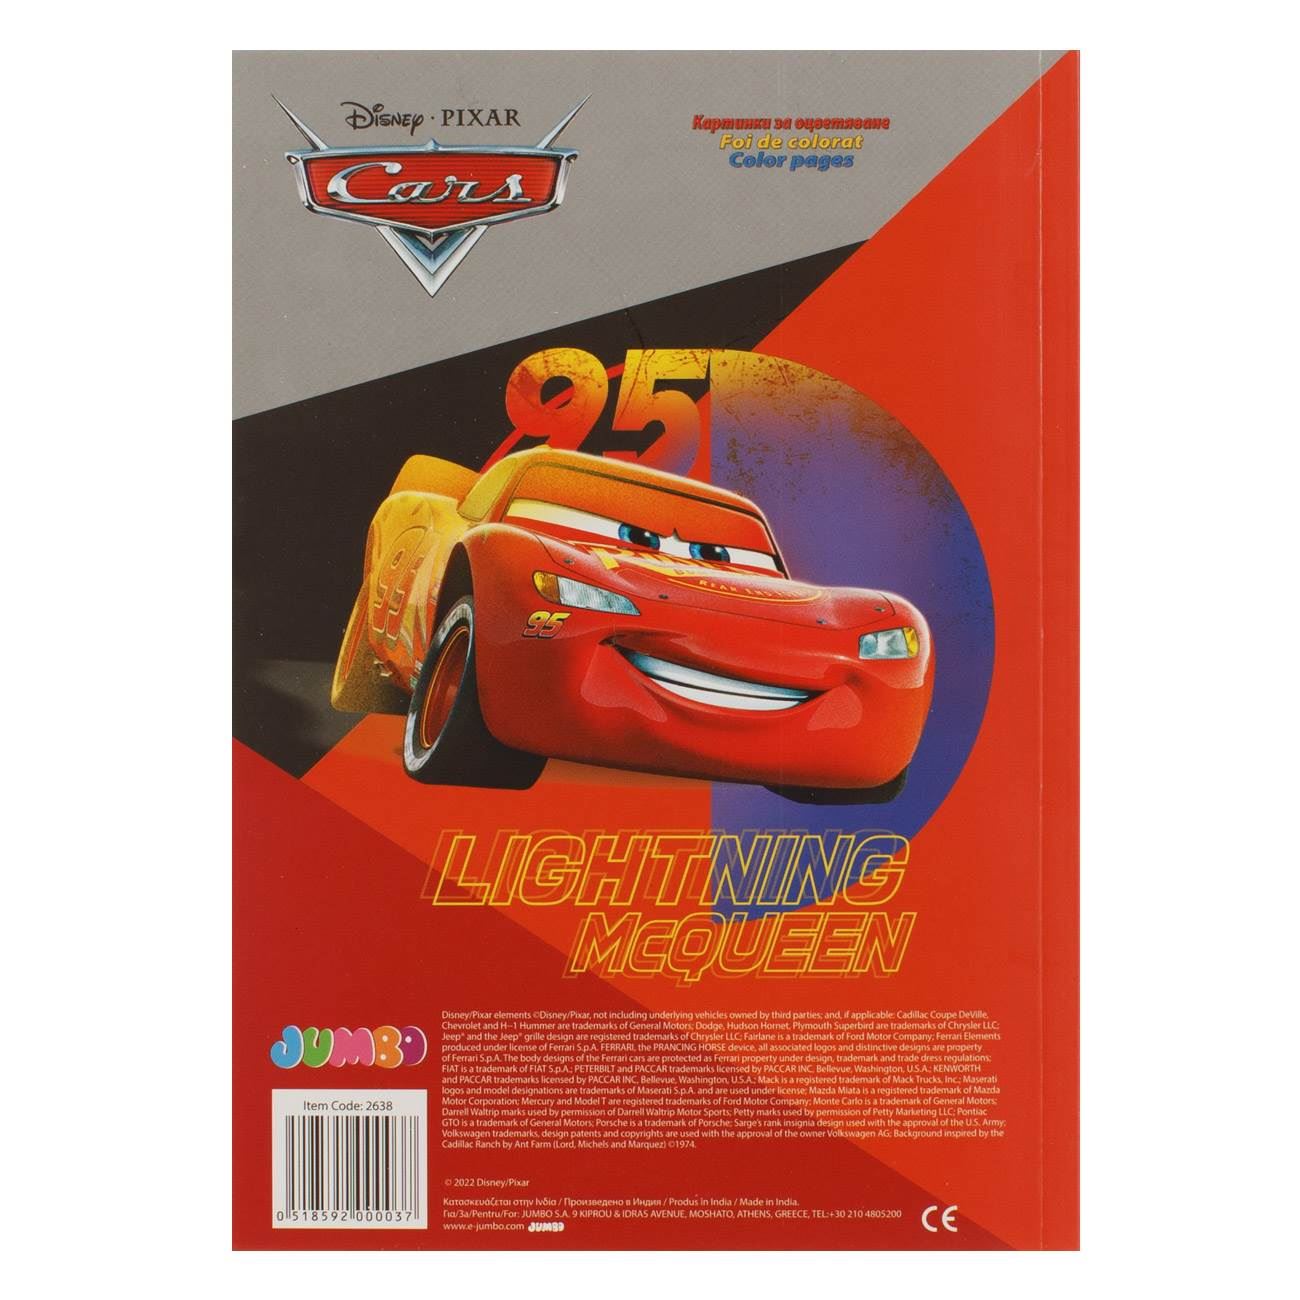 Disney · PIXAR
Cars
Картинки за оцветяване
Foi de colorat
Color pages
95
95
95
REAR END
LIGHTNING
McQUEEN
JUMBO
Item Code: 2638
0 518592 000037
Disney/Pixar elements ©Disney/Pixar, not including underlying vehicles owned by third parties; and, if applicable: Cadillac Coupe DeVille,
Chevrolet and H-1 Hummer are trademarks of General Motors; Dodge, Hudson Hornet, Plymouth Superbird are trademarks of Chrysler LLC;
Jeep® and the Jeep® grille design are registered trademarks of Chrysler LLC; Fairlane is a trademark of Ford Motor Company; Ferrari Elements
produced under license of Ferrari S.p.A. FERRARI, the PRANCING HORSE device, all associated logos and distinctive designs are property
of Ferrari S.p.A. The body designs of the Ferrari cars are protected as Ferrari property under design, trademark and trade dress regulations;
FIAT is a trademark of FIAT S.p.A.; PETERBILT and PACCAR trademarks licensed by PACCAR INC, Bellevue, Washington, U.S.A.; KENWORTH
and PACCAR trademarks licensed by PACCAR INC, Bellevue, Washington, U.S.A.; Mack is a registered trademark of Mack Trucks, Inc.; Maserati
logos and model designations are trademarks of Maserati S.p.A. and are used under license; Mazda Miata is a registered trademark of Mazda
Motor Corporation; Mercury and Model T are registered trademarks of Ford Motor Company; Monte Carlo is a trademark of General Motors;
Darrell Waltrip marks used by permission of Darrell Waltrip Motor Sports; Petty marks used by permission of Petty Marketing LLC; Pontiac
GTO is a trademark of General Motors; Porsche is a trademark of Porsche; Sarge's rank insignia design used with the approval of the U.S. Army;
Volkswagen trademarks, design patents and copyrights are used with the approval of the owner Volkswagen AG; Background inspired by the
Cadillac Ranch by Ant Farm (Lord, Michels and Marquez) ©1974.
© 2022 Disney/Pixar
Κατασκευάζεται στην Ινδία / Произведено в Индия / Produs în India / Made in India.
Για/За/Pentru/For: JUMBO S.A. 9 KIPROU & IDRAS AVENUE, MOSHATO, ATHENS, GREECE, TEL:+30 210 4805200
www.e-jumbo.com JUMBO
CE